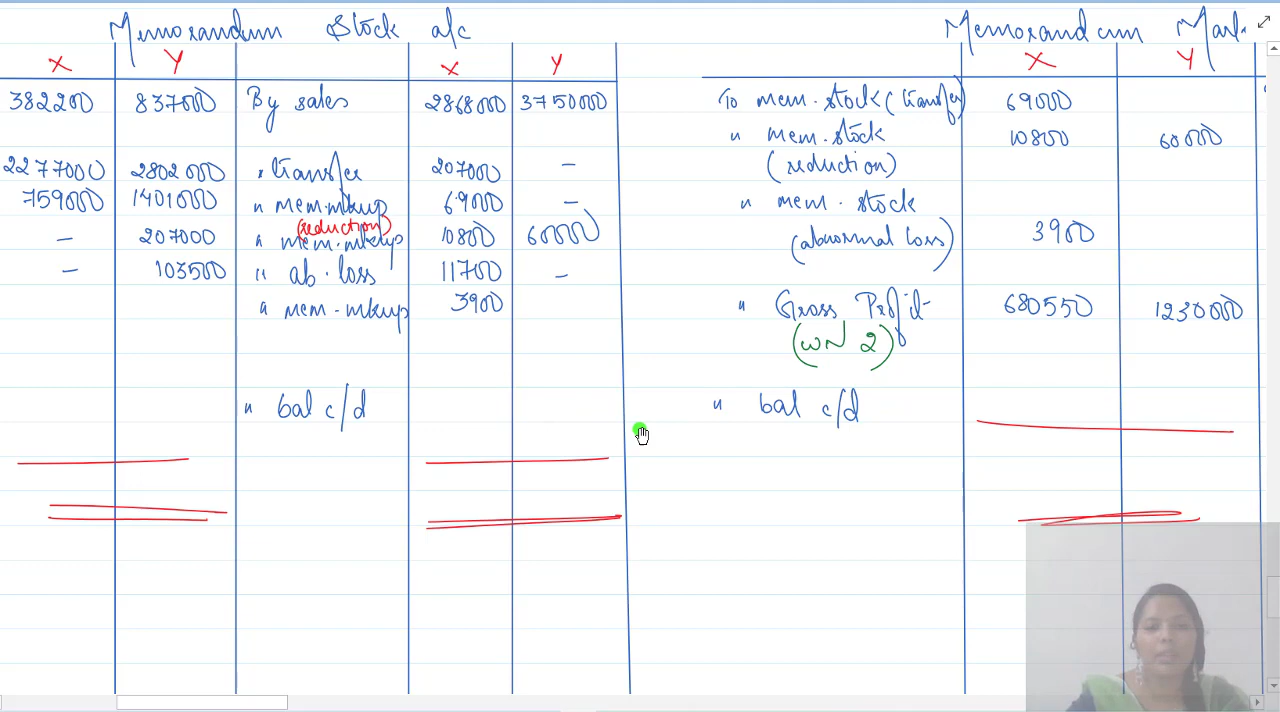 Memorandum Stock a/c
X Y X Y
382200 837000 By sales 2868000 3750000
2277000 2802000 " transfer 207000 –
759000 1401000 " mem.mkup 69000 –
(reduction)
– 207000 " mem.mkup 10800 60000
– 103500 " ab. loss 11700 –
" mem.mkup 3900
" bal c/d
Memorandum Mark
X Y
To mem.stock (transfer) 69000
" mem.stock 10800 60000
(reduction)
" mem.stock
(abnormal loss) 3900
" Gross Profit 680550 1230000
(WN 2)
" bal c/d